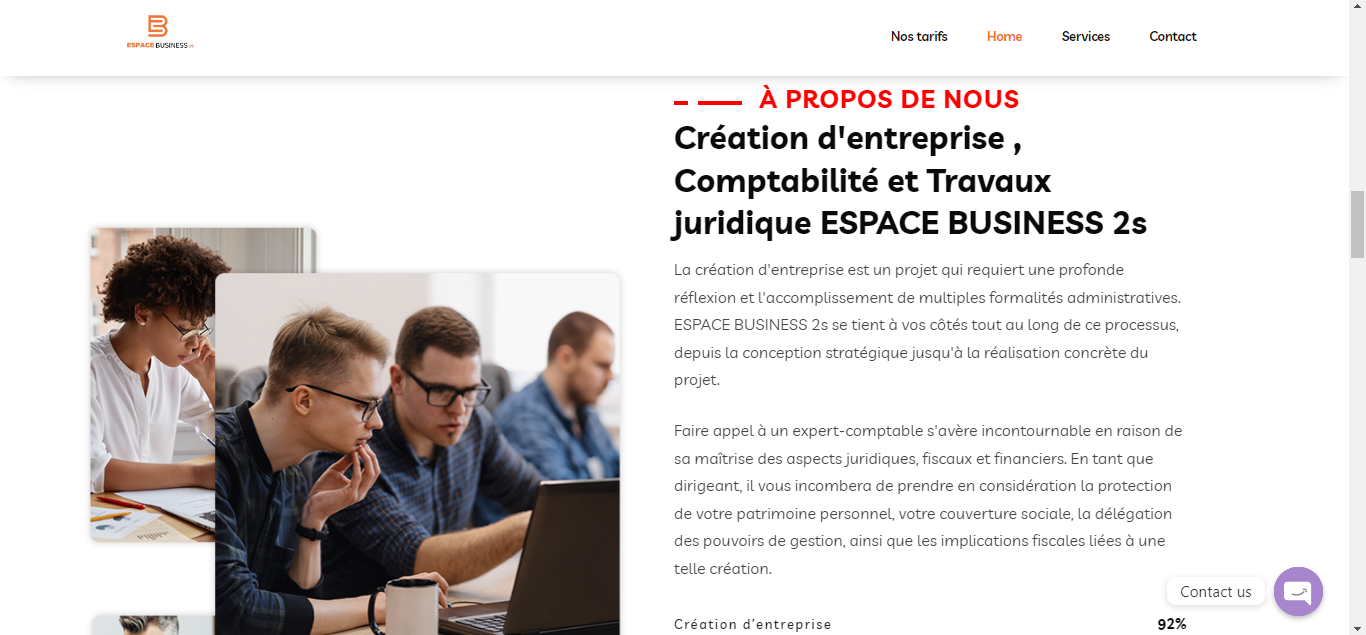 ESPACE BUSINESS 2S
Nos tarifs
Home
Services
Contact
À PROPOS DE NOUS
Création d'entreprise ,
Comptabilité et Travaux
juridique ESPACE BUSINESS 2s
La création d'entreprise est un projet qui requiert une profonde
réflexion et l'accomplissement de multiples formalités administratives.
ESPACE BUSINESS 2s se tient à vos côtés tout au long de ce processus,
depuis la conception stratégique jusqu'à la réalisation concrète du
projet.
Faire appel à un expert-comptable s'avère incontournable en raison de
sa maîtrise des aspects juridiques, fiscaux et financiers. En tant que
dirigeant, il vous incombera de prendre en considération la protection
de votre patrimoine personnel, votre couverture sociale, la délégation
des pouvoirs de gestion, ainsi que les implications fiscales liées à une
telle création.
Contact us
Création d’entreprise 92%